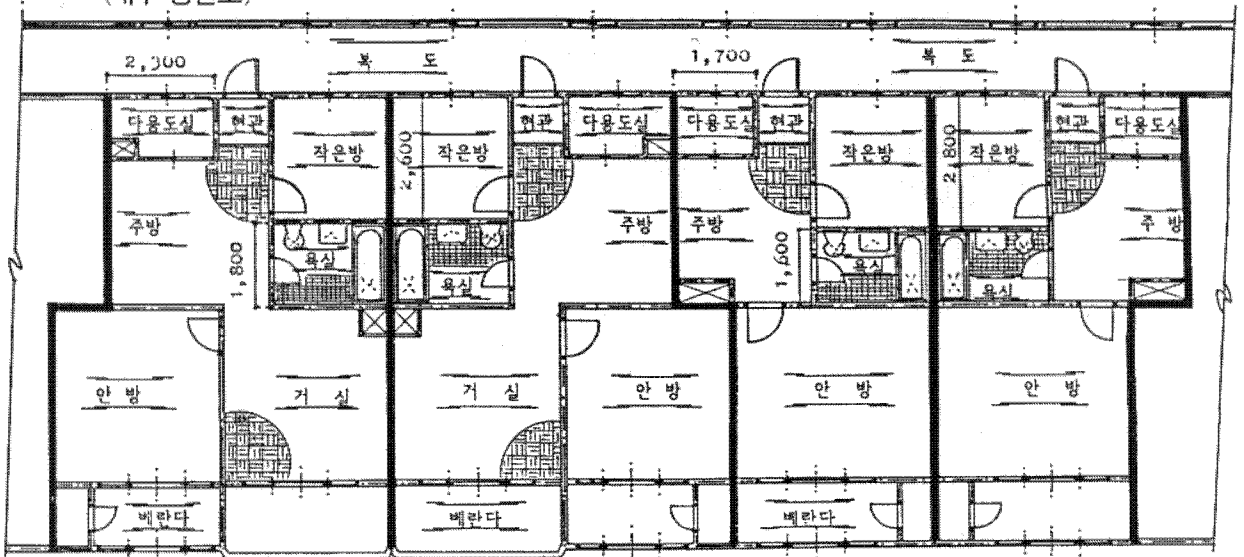 복 도
복 도
2,300
1,700
다용도실
현관
작은방
2,600
작은방
현관
다용도실
다용도실
현관
작은방
2,800
작은방
현관
다용도실
주방
1,800
욕실
욕실
주방
주방
1,600
욕실
욕실
주 방
안 방
거 실
거 실
안 방
안 방
안 방
베란다
베란다
베란다